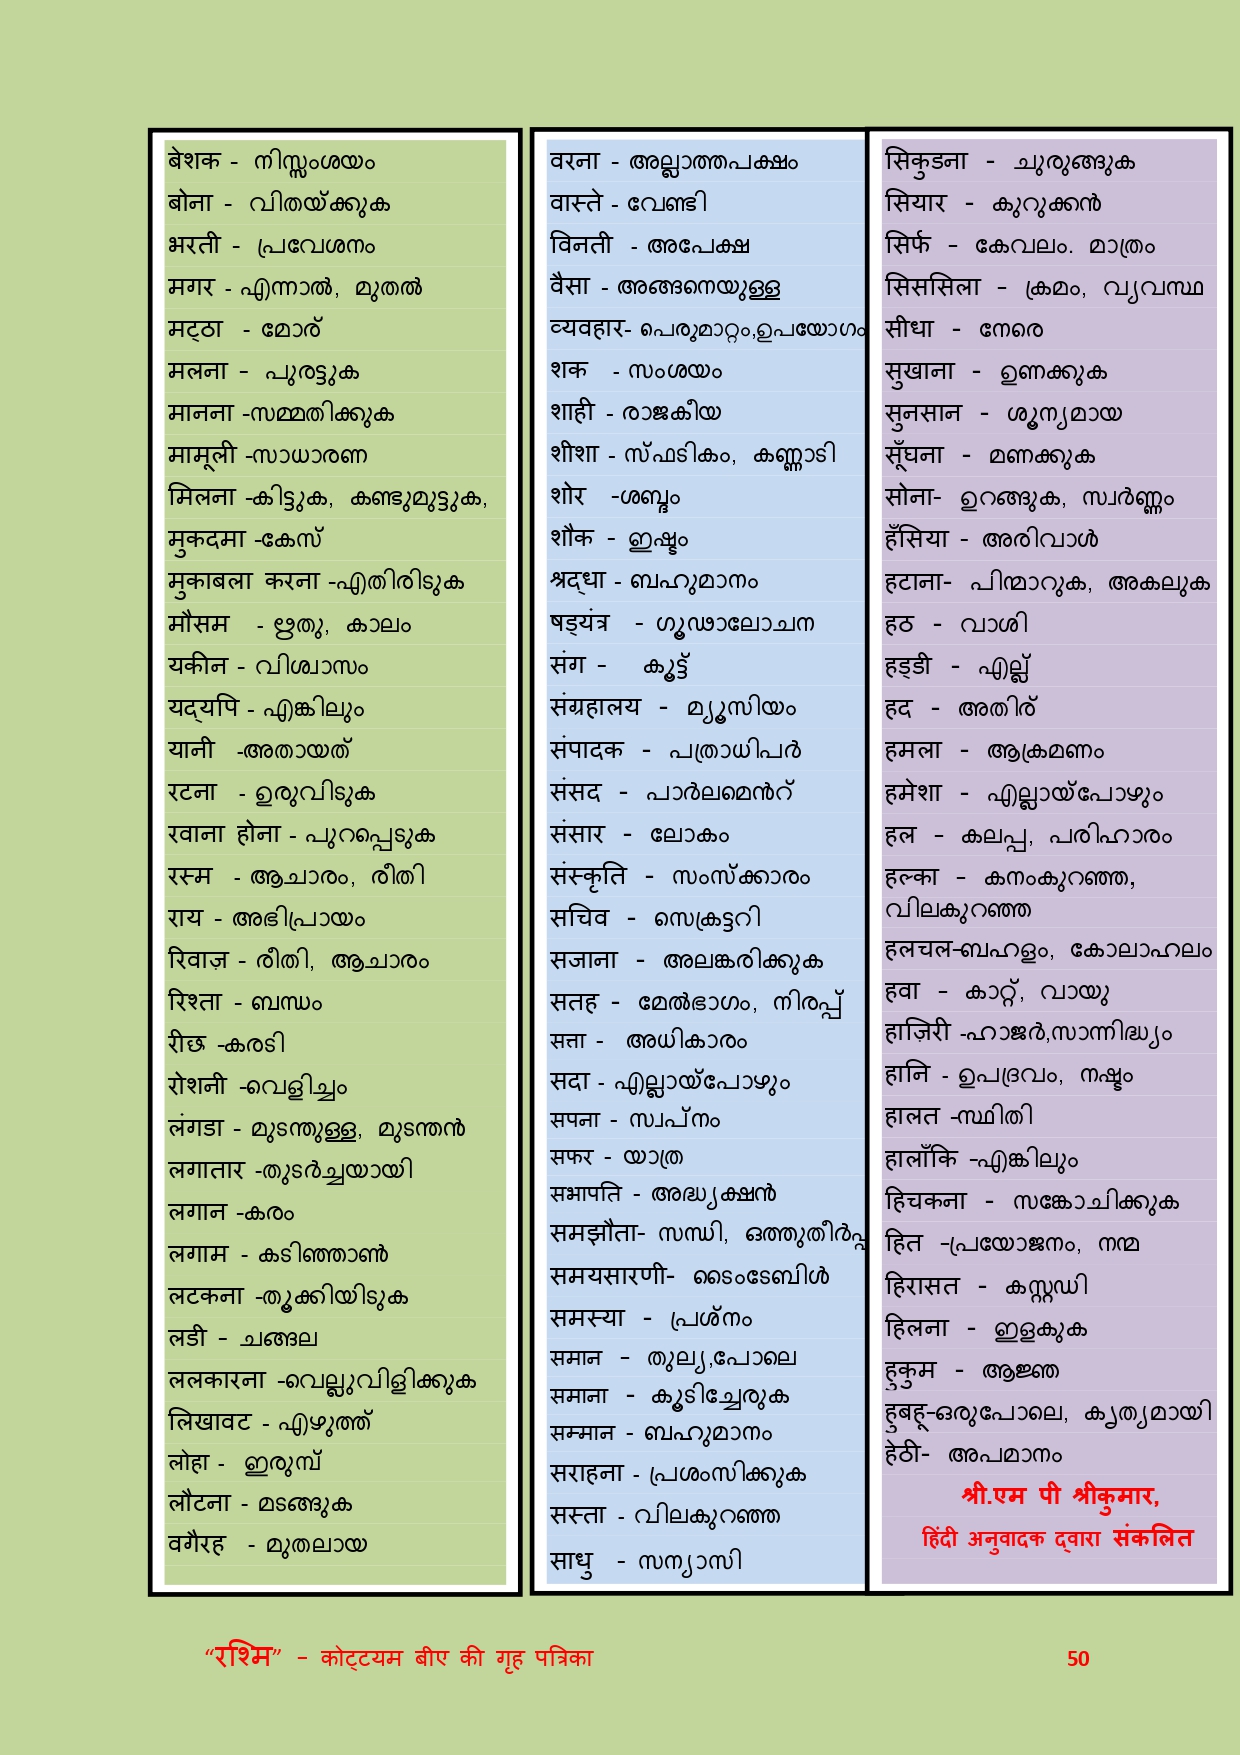 बेशक - നിസ്സംശയം
बोना - വിതയ്ക്കുക
भरती - പ്രവേശനം
मगर - എന്നാൽ, മുതൽ
मट्ठा - മോര്
मलना - പുരട്ടുക
मानना -സമ്മതിക്കുക
मामूली -സാധാരണ
मिलना -കിട്ടുക, കണ്ടുമുട്ടുക,
मुकदमा -കേസ്
मुकाबला करना -എതിരിടുക
मौसम - ഋതു, കാലം
यकीन - വിശ്വാസം
यद्यपि - എങ്കിലും
यानी -അതായത്
रटना - ഉരുവിടുക
रवाना होना - പുറപ്പെടുക
रस्म - ആചാരം, രീതി
राय - അഭിപ്രായം
रिवाज़ - രീതി, ആചാരം
रिश्ता - ബന്ധം
रीछ -കരടി
रोशनी -വെളിച്ചം
लंगडा - മുടന്തുള്ള, മുടന്തൻ
लगातार -തുടർച്ചയായി
लगान -കരം
लगाम - കടിഞ്ഞാൺ
लटकना -തൂക്കിയിടുക
लडी - ചങ്ങല
ललकारना -വെല്ലുവിളിക്കുക
लिखावट - എഴുത്ത്
लोहा - ഇരുമ്പ്
लौटना - മടങ്ങുക
वगैरह - മുതലായ
वरना - അല്ലാത്തപക്ഷം
वास्ते - വേണ്ടി
विनती - അപേക്ഷ
वैसा - അങ്ങനെയുള്ള
व्यवहार- പെരുമാറ്റം,ഉപയോഗം
शक - സംശയം
शाही - രാജകീയ
शीशा - സ്ഫടികം, കണ്ണാടി
शोर -ശബ്ദം
शौक - ഇഷ്ടം
श्रद्धा - ബഹുമാനം
षड्यंत्र - ഗൂഢാലോചന
संग - കൂട്ട്
संग्रहालय - മ്യൂസിയം
संपादक - പത്രാധിപർ
संसद - പാർലമെൻറ്
संसार - ലോകം
संस्कृति - സംസ്ക്കാരം
सचिव - സെക്രട്ടറി
सजाना - അലങ്കരിക്കുക
सतह - മേൽഭാഗം, നിരപ്പ്
सत्ता - അധികാരം
सदा - എല്ലായ്പോഴും
सपना - സ്വപ്നം
सफर - യാത്ര
सभापति - അദ്ധ്യക്ഷൻ
समझौता- സന്ധി, ഒത്തുതീർപ്പ
समयसारणी- ടൈംടേബിൾ
समस्या - പ്രശ്നം
समान - തുല്യ,പോലെ
समाना - കൂടിച്ചേരുക
सम्मान - ബഹുമാനം
सराहना - പ്രശംസിക്കുക
सस्ता - വിലകുറഞ്ഞ
साधु - സന്യാസി
सिकुडना - ചുരുങ്ങുക
सियार - കുറുക്കൻ
सिर्फ - കേവലം. മാത്രം
सिससिला - ക്രമം, വ്യവസ്ഥ
सीधा - നേരെ
सुखाना - ഉണക്കുക
सुनसान - ശൂന്യമായ
सूँघना - മണക്കുക
सोना- ഉറങ്ങുക, സ്വർണ്ണം
हँसिया - അരിവാൾ
हटाना- പിന്മാറുക, അകലുക
हठ - വാശി
हड्डी - എല്ല്
हद - അതിര്
हमला - ആക്രമണം
हमेशा - എല്ലായ്പോഴും
हल - കലപ്പ, പരിഹാരം
हल्का - കനംകുറഞ്ഞ,
വിലകുറഞ്ഞ
हलचल-ബഹളം, കോലാഹലം
हवा - കാറ്റ്, വായു
हाज़िरी -ഹാജർ,സാന്നിദ്ധ്യം
हानि - ഉപദ്രവം, നഷ്ടം
हालत -സ്ഥിതി
हालाँकि -എങ്കിലും
हिचकना - സങ്കോചിക്കുക
हित -പ്രയോജനം, നന്മ
हिरासत - കസ്റ്റഡി
हिलना - ഇളകുക
हुकुम - ആജ്ഞ
हुबहू-ഒരുപോലെ, കൃത്യമായി
हेठी- അപമാനം
श्री.एम पी श्रीकुमार,
हिंदी अनुवादक द्वारा संकलित
“रश्मि” - कोट्टयम बीए की गृह पत्रिका 50